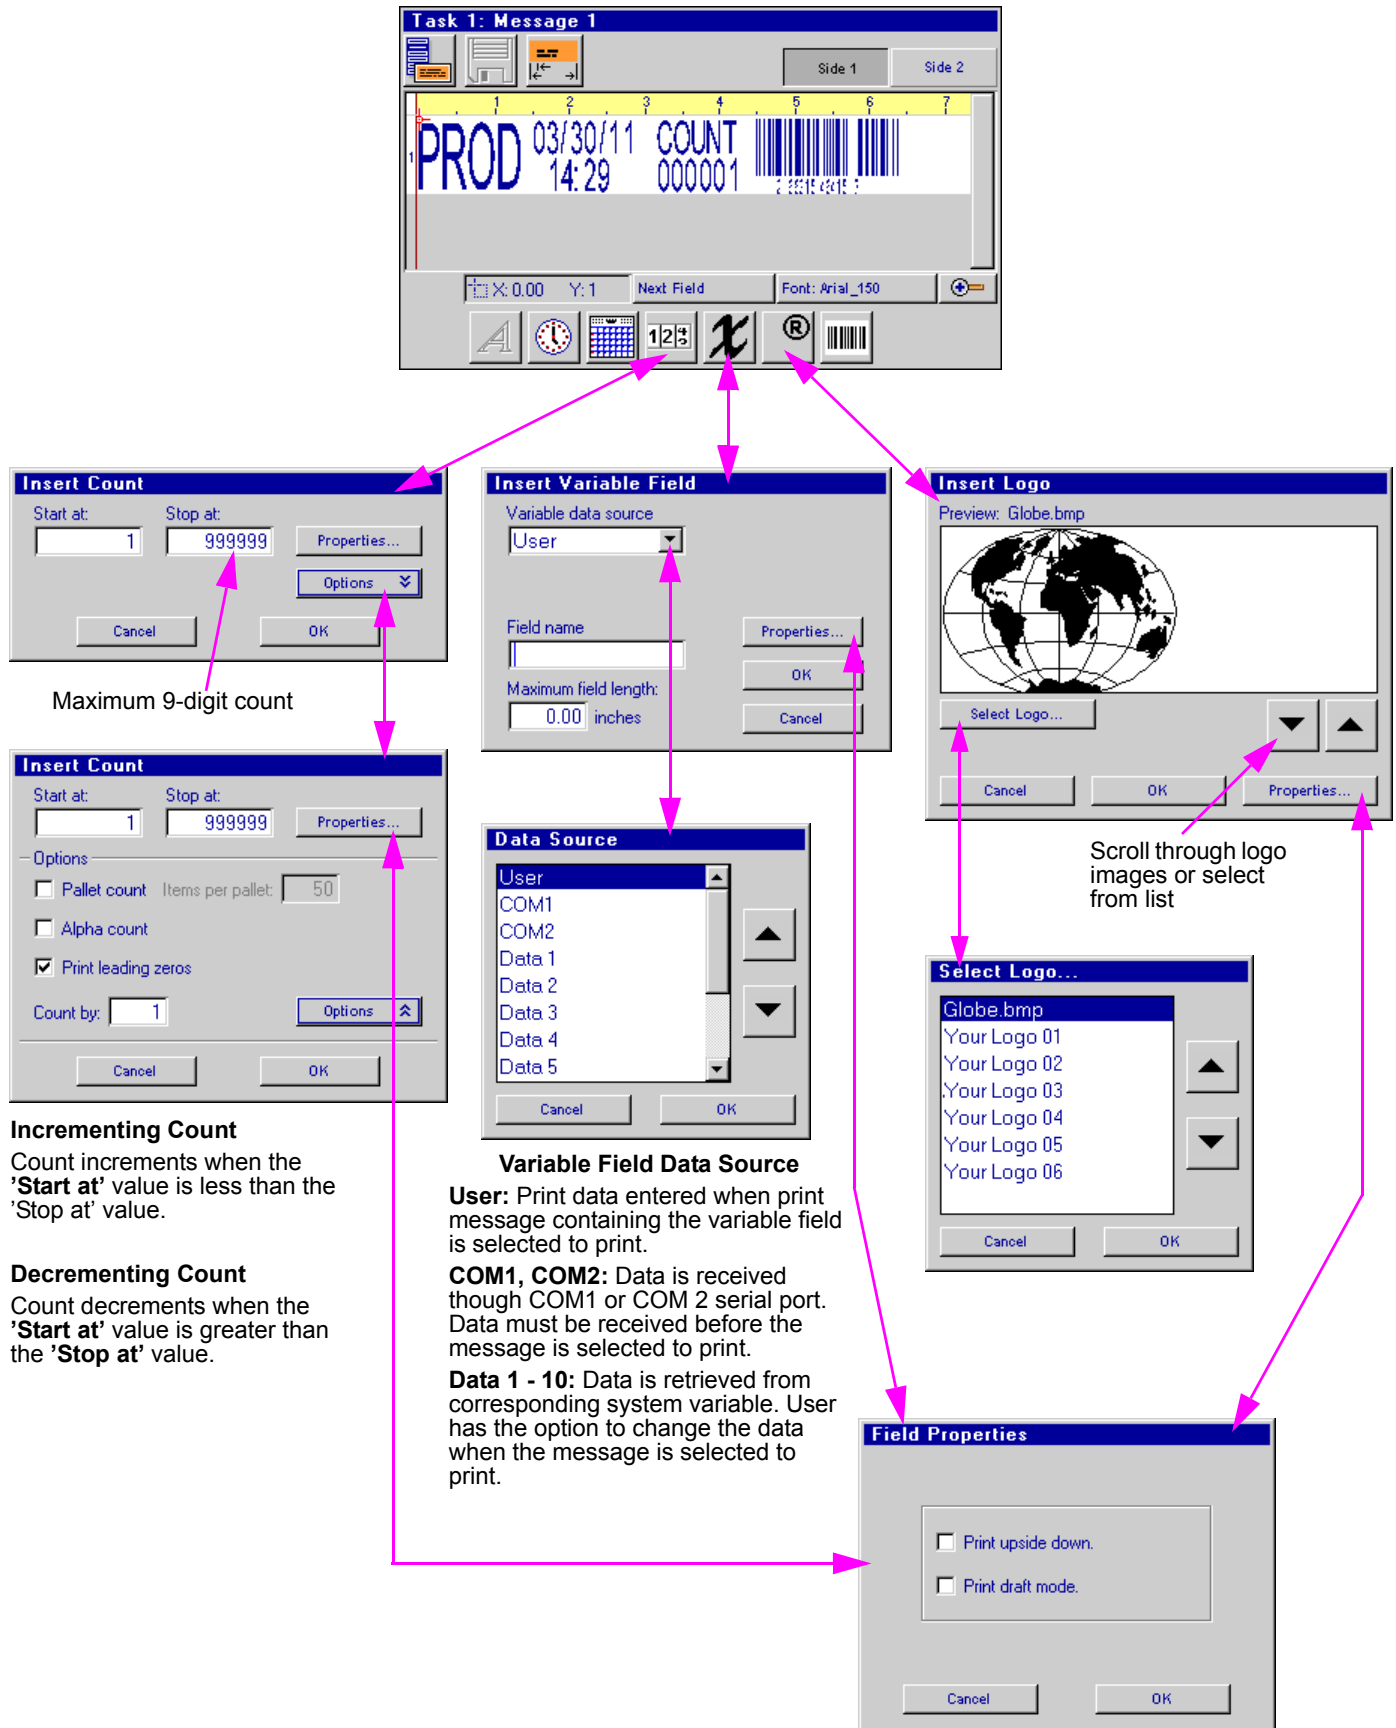 Task 1: Message 1
Side 1
Side 2
1 2 3 4 5 6 7
1
PROD
03/30/11
14:29
COUNT
000001
X: 0.00 Y: 1
Next Field
Font: Arial_150
A
123
x
®
Insert Count
Start at: Stop at:
1 999999
Properties...
Options
Cancel OK
Maximum 9-digit count
Insert Count
Start at: Stop at:
1 999999
Properties...
Options
Pallet count Items per pallet: 50
Alpha count
Print leading zeros
Count by: 1
Options
Cancel OK
Incrementing Count
Count increments when the
’Start at’ value is less than the
’Stop at’ value.
Decrementing Count
Count decrements when the
’Start at’ value is greater than
the ’Stop at’ value.
Insert Variable Field
Variable data source
User
Field name
Properties...
OK
Maximum field length:
0.00 inches
Cancel
Data Source
User
COM1
COM2
Data 1
Data 2
Data 3
Data 4
Data 5
Cancel OK
Variable Field Data Source
User: Print data entered when print
message containing the variable field
is selected to print.
COM1, COM2: Data is received
though COM1 or COM 2 serial port.
Data must be received before the
message is selected to print.
Data 1 - 10: Data is retrieved from
corresponding system variable. User
has the option to change the data
when the message is selected to
print.
Insert Logo
Preview: Globe.bmp
Select Logo...
Cancel OK Properties...
Scroll through logo
images or select
from list
Select Logo...
Globe.bmp
Your Logo 01
Your Logo 02
Your Logo 03
Your Logo 04
Your Logo 05
Your Logo 06
Cancel OK
Field Properties
Print upside down.
Print draft mode.
Cancel OK